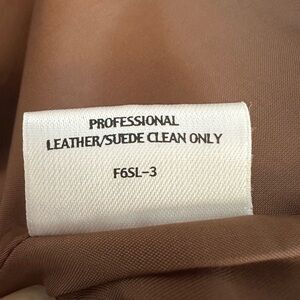 PROFESSIONAL
LEATHER/SUEDE CLEAN ONLY
F6SL-3